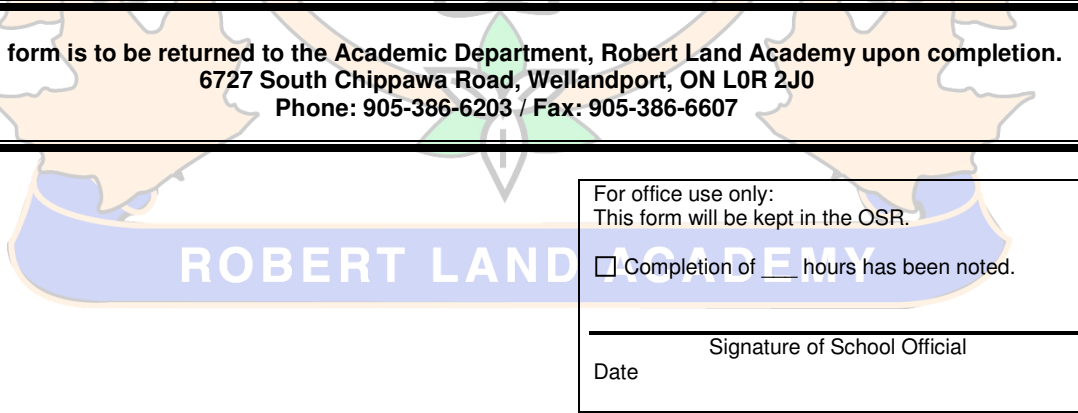 form is to be returned to the Academic Department, Robert Land Academy upon completion.
6727 South Chippawa Road, Wellandport, ON L0R 2J0
Phone: 905-386-6203 / Fax: 905-386-6607
For office use only:
This form will be kept in the OSR.
ROBERT LAND ACADEMY
☐ Completion of ___ hours has been noted.
Signature of School Official
Date